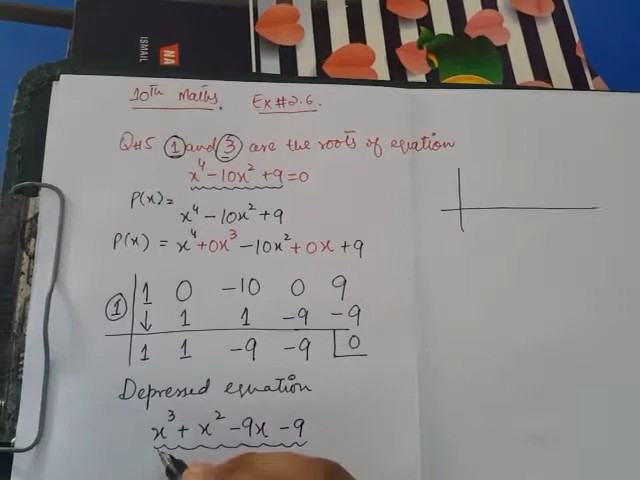 ISMAIL
NA
10TH Maths. Ex#2.6.
Q#5 1 and 3 are the roots of equation
x⁴ - 10x² + 9 = 0
P(x) =
x⁴ - 10x² + 9
P(x) = x⁴ + 0x³ - 10x² + 0x + 9
1 | 1 0 -10 0 9
↓ 1 1 -9 -9
1 1 -9 -9 0
Depressed equation
x³ + x² - 9x - 9